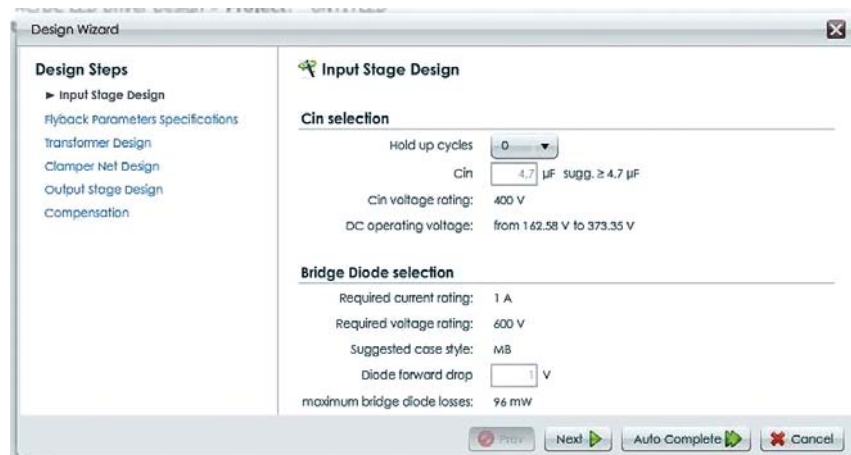 Design Wizard
Design Steps
► Input Stage Design
Flyback Parameters Specifications
Transformer Design
Clamper Net Design
Output Stage Design
Compensation
Input Stage Design
Cin selection
Hold up cycles 0
Cin 4,7 µF sugg. ≥ 4.7 µF
Cin voltage rating: 400 V
DC operating voltage: from 162.58 V to 373.35 V
Bridge Diode selection
Required current rating: 1 A
Required voltage rating: 600 V
Suggested case style: MB
Diode forward drop 1 V
maximum bridge diode losses: 96 mW
Prev Next Auto Complete Cancel